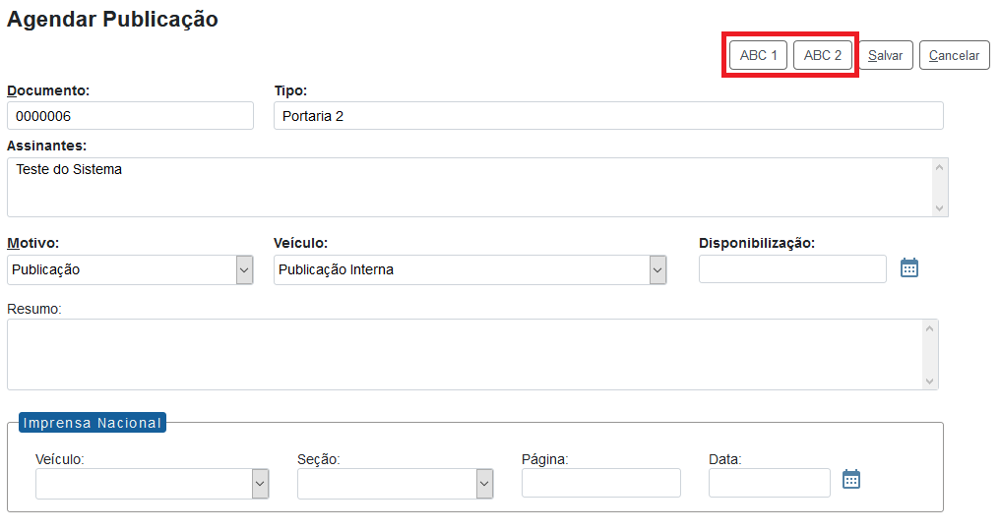 Agendar Publicação
ABC 1 ABC 2 Salvar Cancelar
Documento: Tipo:
0000006 Portaria 2
Assinantes:
Teste do Sistema
Motivo: Veículo: Disponibilização:
Publicação Publicação Interna
Resumo:
Imprensa Nacional
Veículo: Seção: Página: Data: